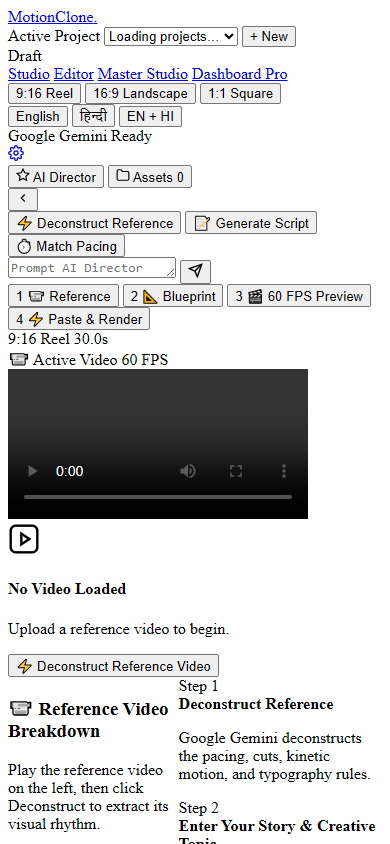 MotionClone.
Active Project Loading projects... + New
Draft
Studio Editor Master Studio Dashboard Pro
9:16 Reel 16:9 Landscape 1:1 Square
English हिन्दी EN + HI
Google Gemini Ready
AI Director Assets 0
Deconstruct Reference Generate Script
Match Pacing
Prompt AI Director
1 Reference 2 Blueprint 3 60 FPS Preview
4 Paste & Render
9:16 Reel 30.0s
Active Video 60 FPS
0:00
No Video Loaded
Upload a reference video to begin.
Deconstruct Reference Video
Reference Video
Breakdown
Play the reference video
on the left, then click
Deconstruct to extract its
visual rhythm.
Step 1
Deconstruct Reference
Google Gemini deconstructs
the pacing, cuts, kinetic
motion, and typography rules.
Step 2
Enter Your Story & Creative
Topic